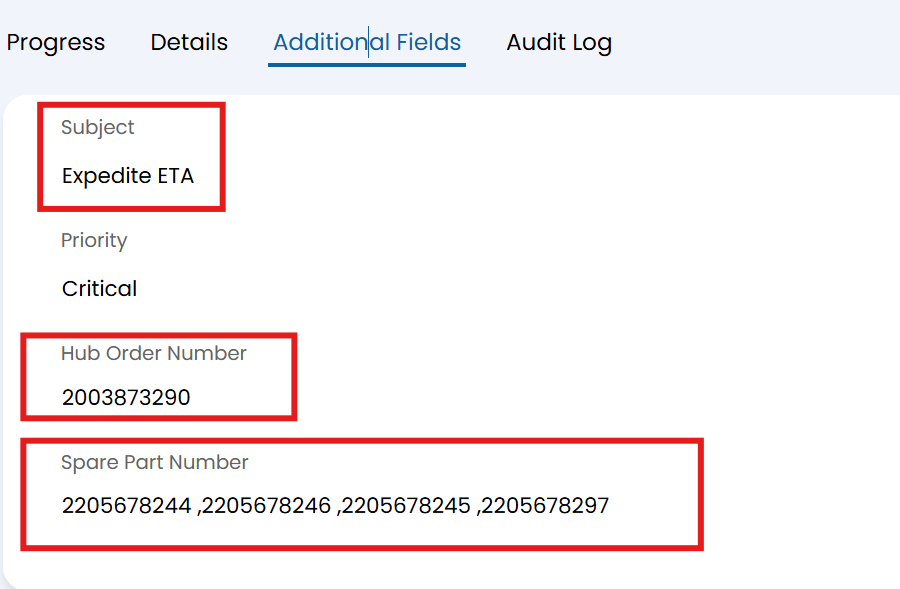 Progress Details Additional Fields Audit Log
Subject
Expedite ETA
Priority
Critical
Hub Order Number
2003873290
Spare Part Number
2205678244 ,2205678246 ,2205678245 ,2205678297